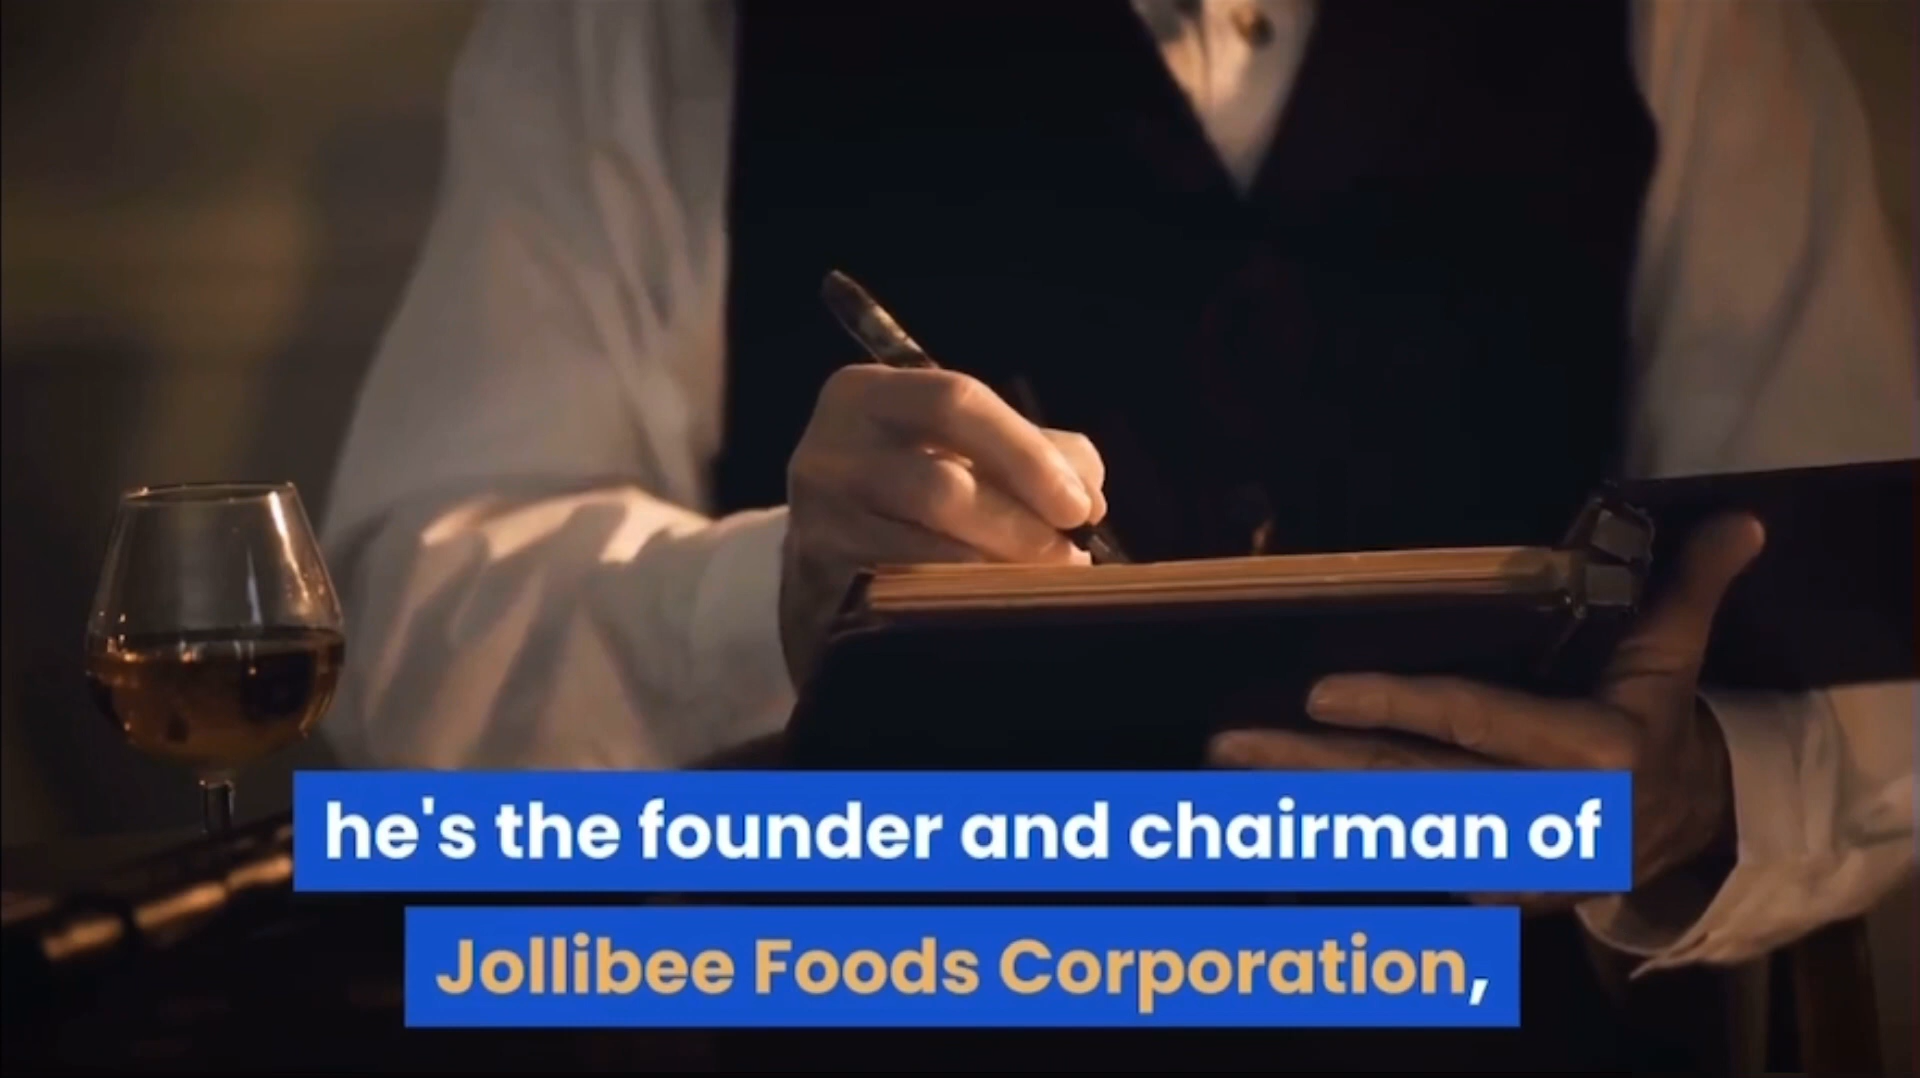 he's the founder and chairman of
Jollibee Foods Corporation,